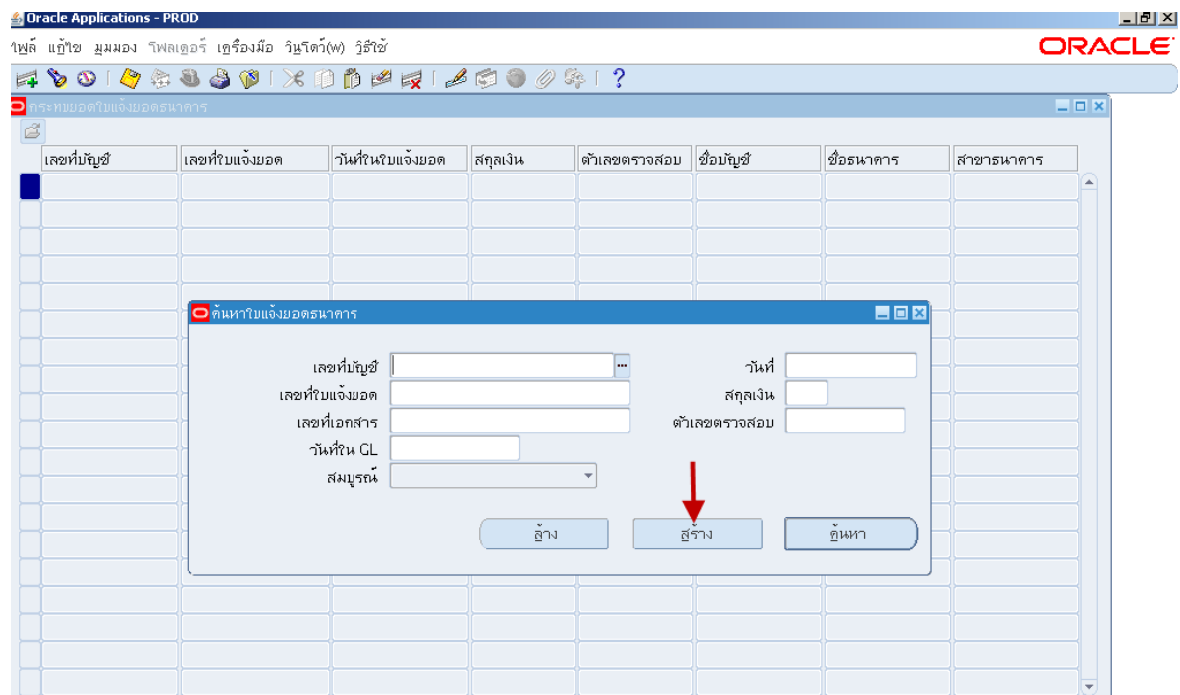 Oracle Applications - PROD
ไฟล์ แก้ไข มุมมอง โฟลเดอร์ เครื่องมือ วินโดว์(w) วิธีใช้
ORACLE
กระทบยอดใบแจ้งยอดธนาคาร
เลขที่บัญชี เลขที่ใบแจ้งยอด วันที่ในใบแจ้งยอด สกุลเงิน ตัวเลขตรวจสอบ ชื่อบัญชี ชื่อธนาคาร สาขาธนาคาร
ค้นหาใบแจ้งยอดธนาคาร
เลขที่บัญชี วันที่
เลขที่ใบแจ้งยอด สกุลเงิน
เลขที่เอกสาร ตัวเลขตรวจสอบ
วันที่ใน GL
สมบูรณ์
ล้าง สร้าง ค้นหา